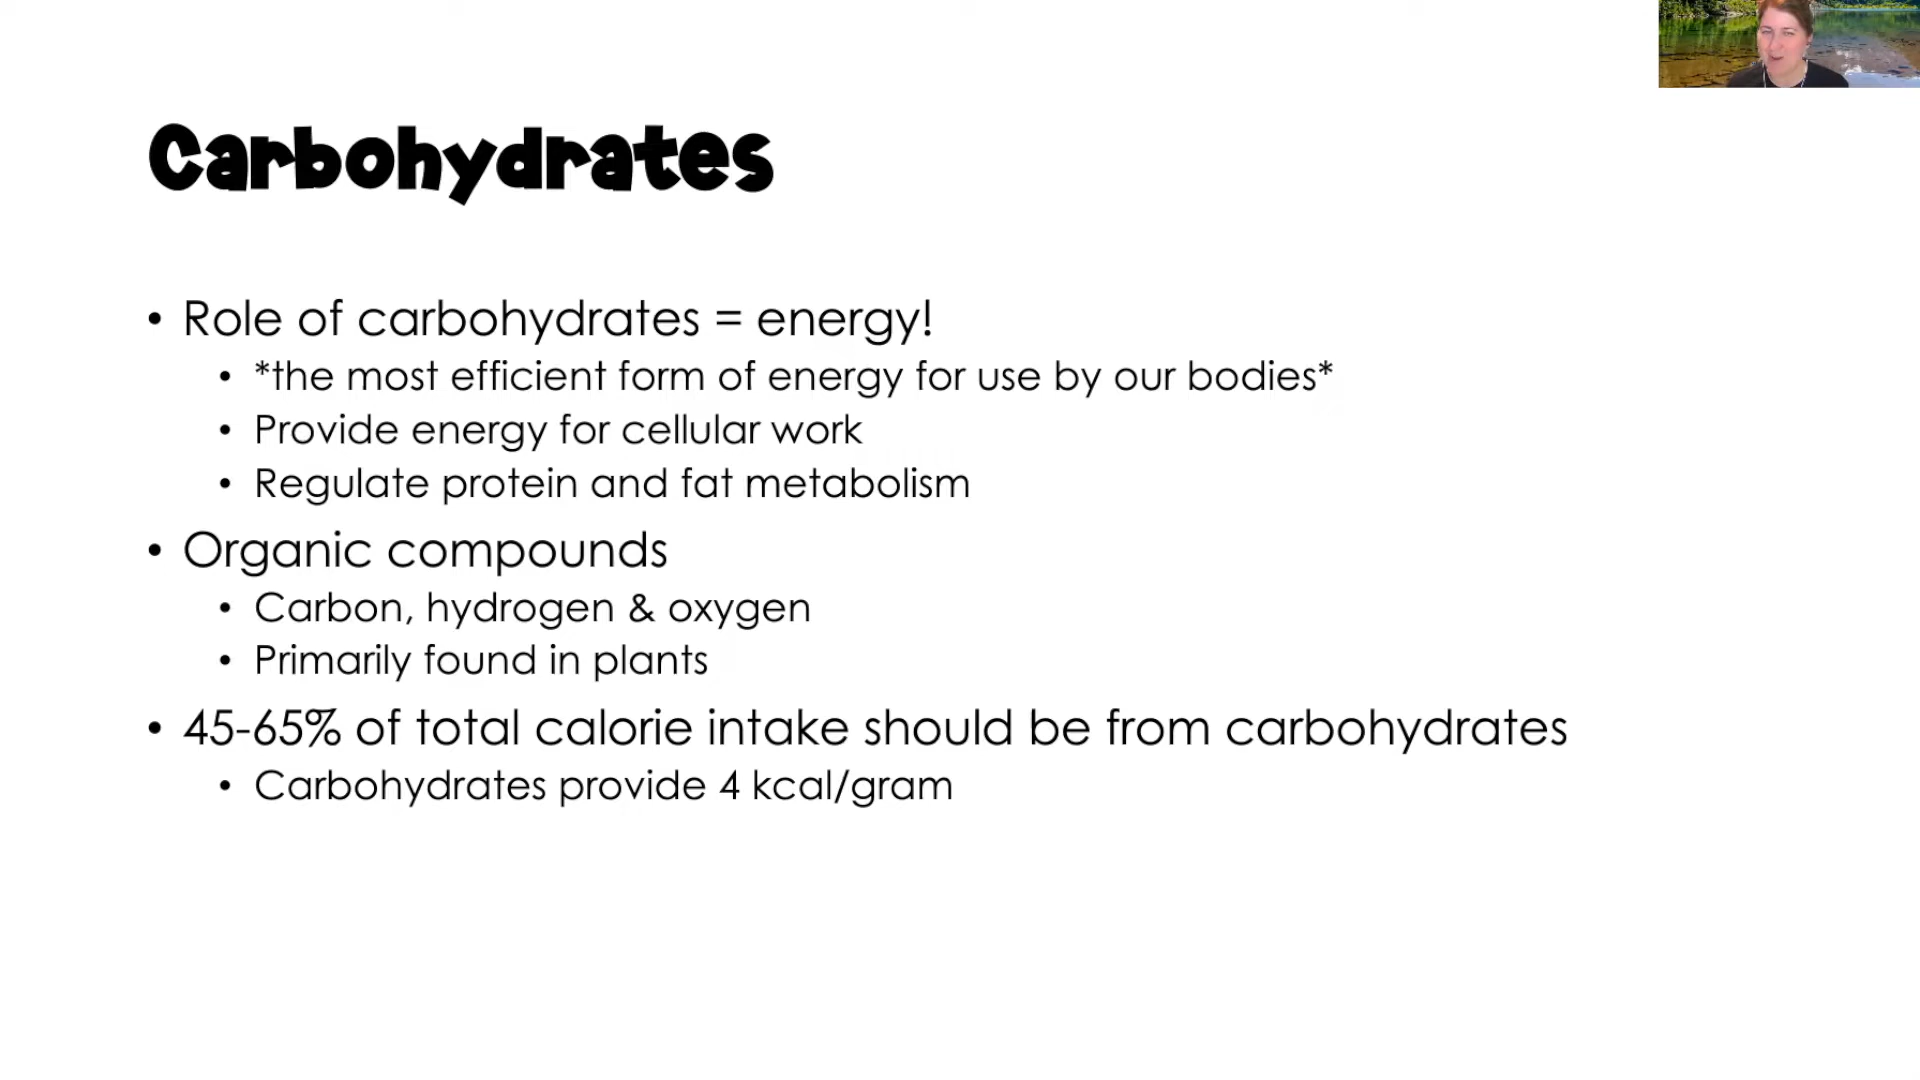 Carbohydrates
• Role of carbohydrates = energy!
• *the most efficient form of energy for use by our bodies*
• Provide energy for cellular work
• Regulate protein and fat metabolism
• Organic compounds
• Carbon, hydrogen & oxygen
• Primarily found in plants
• 45-65% of total calorie intake should be from carbohydrates
• Carbohydrates provide 4 kcal/gram